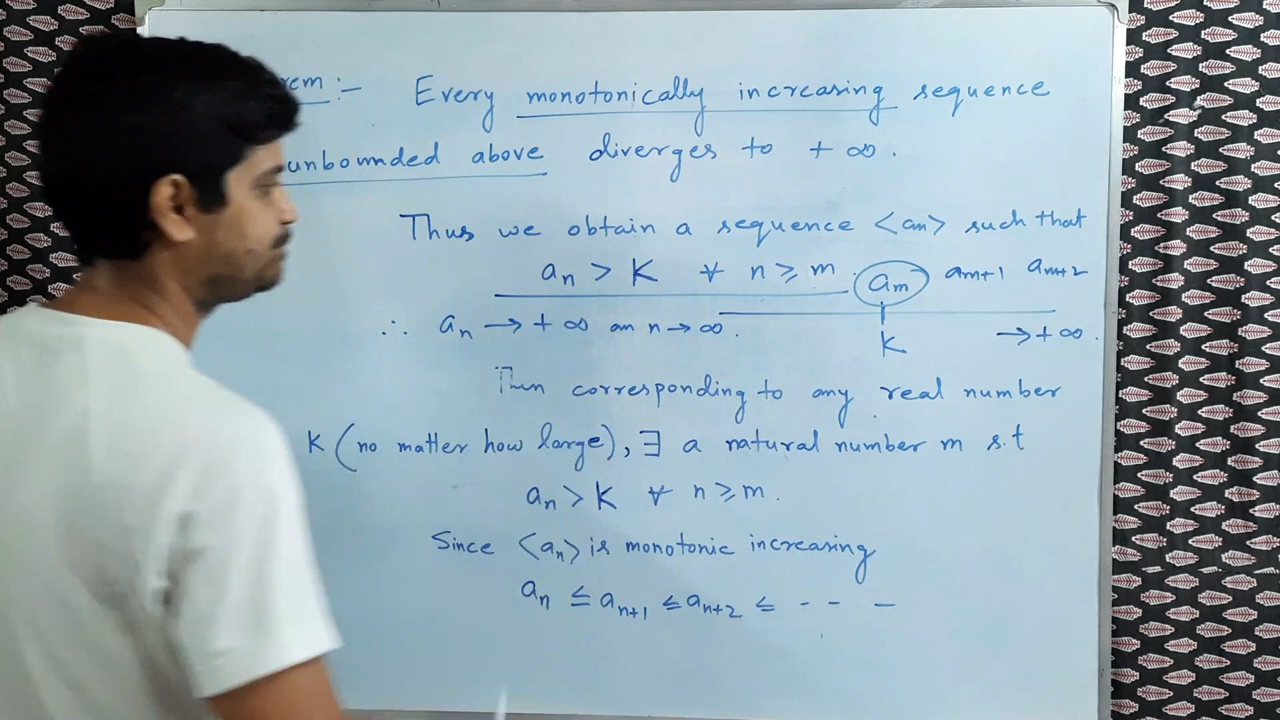 :- Every monotonically increasing sequence
unbounded above diverges to + ∞.
Thus we obtain a sequence <an> such that
an > K ∀ n ≥ m. am am+1 am+2
∴ an → + ∞ an n → ∞.
K → + ∞.
Then corresponding to any real number
K (no matter how large), ∃ a natural number m s.t
an > K ∀ n ≥ m.
Since <an> is monotonic increasing
an ≤ an+1 ≤ an+2 ≤ - - -